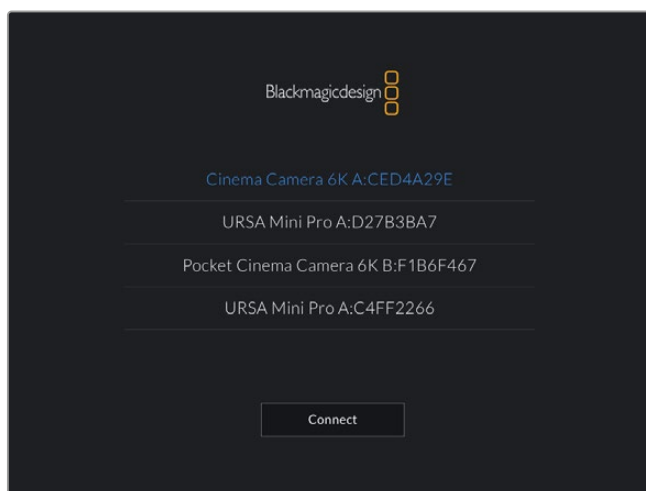 Blackmagicdesign
Cinema Camera 6K A:CED4A29E
URSA Mini Pro A:D27B3BA7
Pocket Cinema Camera 6K B:F1B6F467
URSA Mini Pro A:C4FF2266
Connect